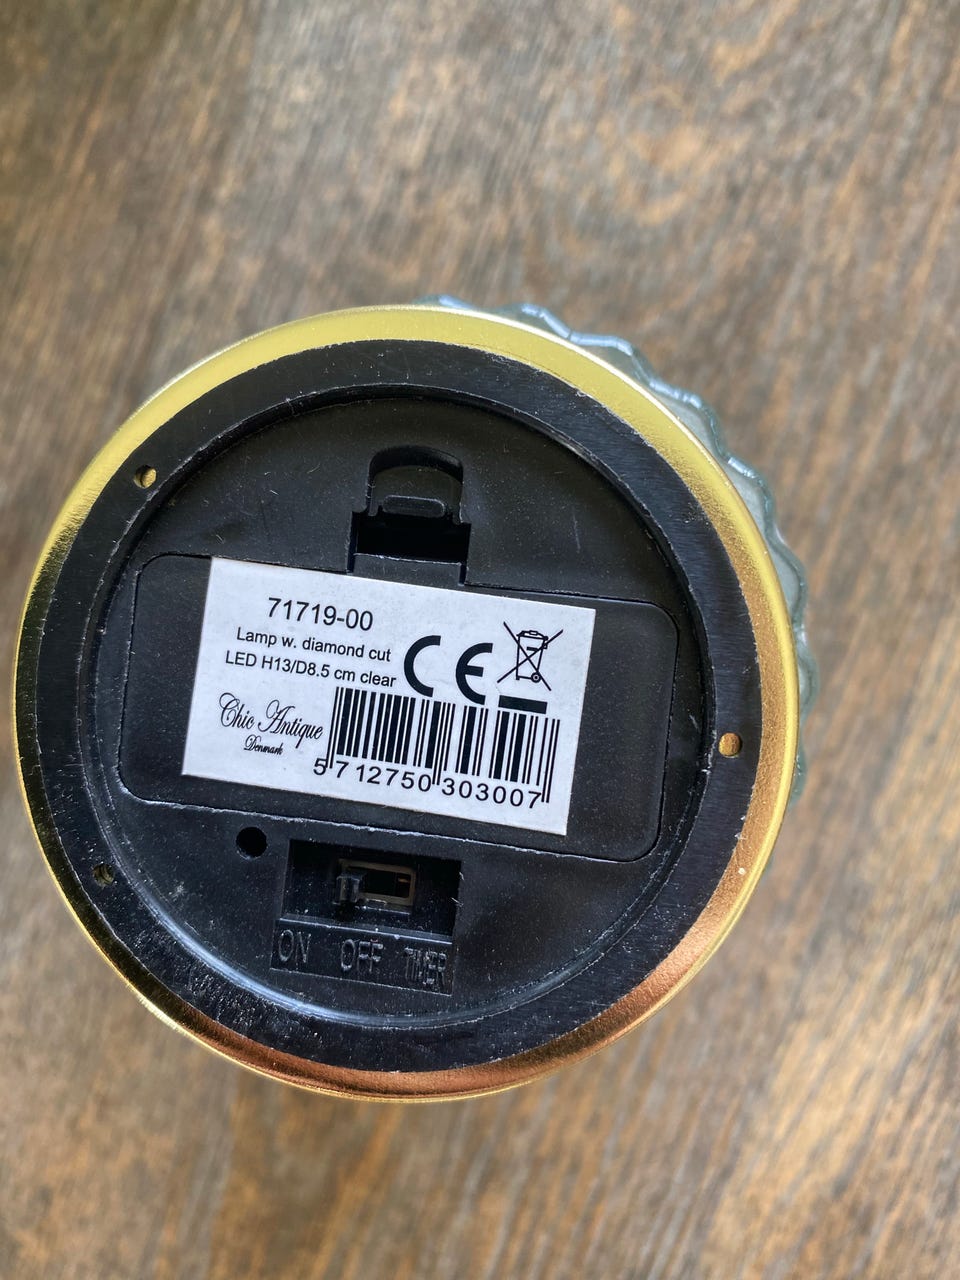 71719-00
Lamp w. diamond cut
LED H13/D8.5 cm clear
CE
Chic Antique
Denmark
5 712750 303007
ON OFF TIMER